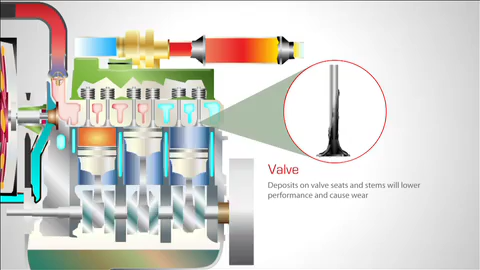 Valve
Deposits on valve seats and stems will lower
performance and cause wear